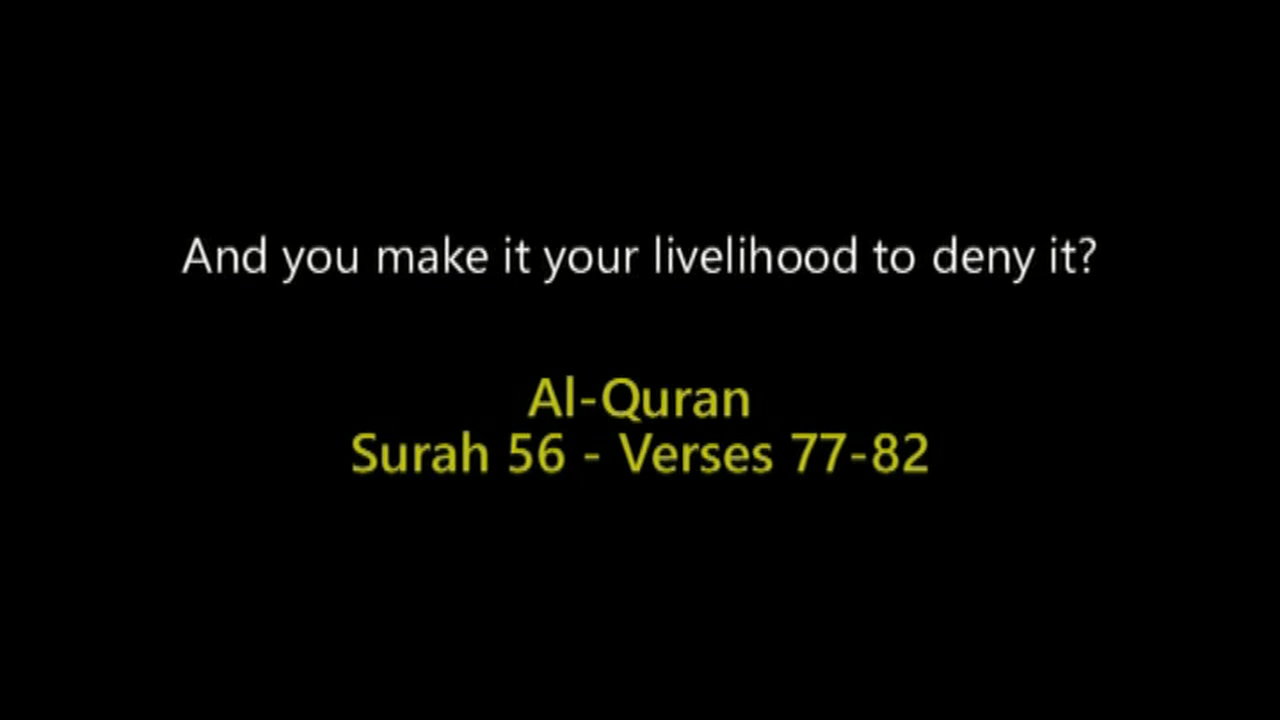 And you make it your livelihood to deny it?
Al-Quran
Surah 56 - Verses 77-82